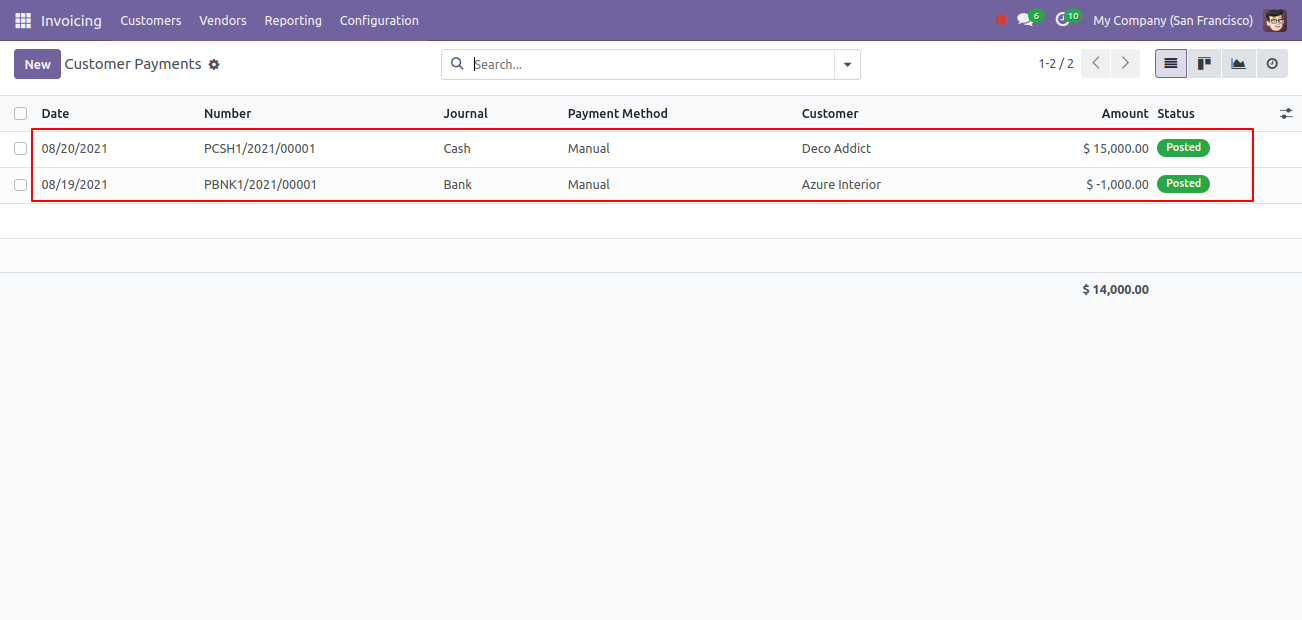 Invoicing Customers Vendors Reporting Configuration 6 10 My Company (San Francisco)
New Customer Payments Search... 1-2 / 2
Date Number Journal Payment Method Customer Amount Status
08/20/2021 PCSH1/2021/00001 Cash Manual Deco Addict $ 15,000.00 Posted
08/19/2021 PBNK1/2021/00001 Bank Manual Azure Interior $ -1,000.00 Posted
$ 14,000.00